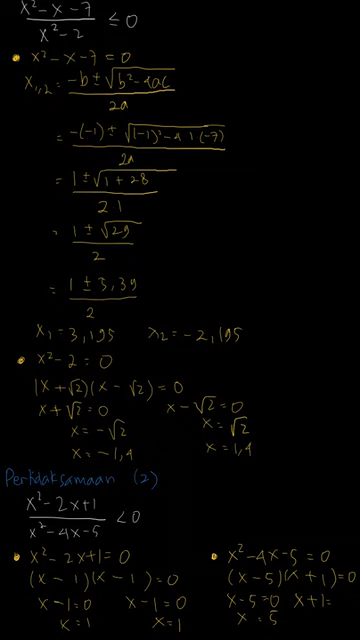 x² - x - 7 / x² - 2 ≤ 0
• x² - x - 7 = 0
x₁,₂ = -b ± √(b² - 4ac) / 2a
= -(-1) ± √((-1)² - 4 1 (-7)) / 2a
= 1 ± √(1 + 28) / 2 1
= 1 ± √29 / 2
= 1 ± 3,39 / 2
x₁ = 3,195 x₂ = -2,195
• x² - 2 = 0
(x + √2)(x - √2) = 0
x + √2 = 0 x - √2 = 0
x = -√2 x = √2
x = -1,4 x = 1,4
Pertidaksamaan (2)
x² - 2x + 1 / x² - 4x - 5 < 0
• x² - 2x + 1 = 0 • x² - 4x - 5 = 0
(x - 1)(x - 1) = 0 (x - 5)(x + 1) = 0
x - 1 = 0 x - 1 = 0 x - 5 = 0 x + 1 =
x = 1 x = 1 x = 5